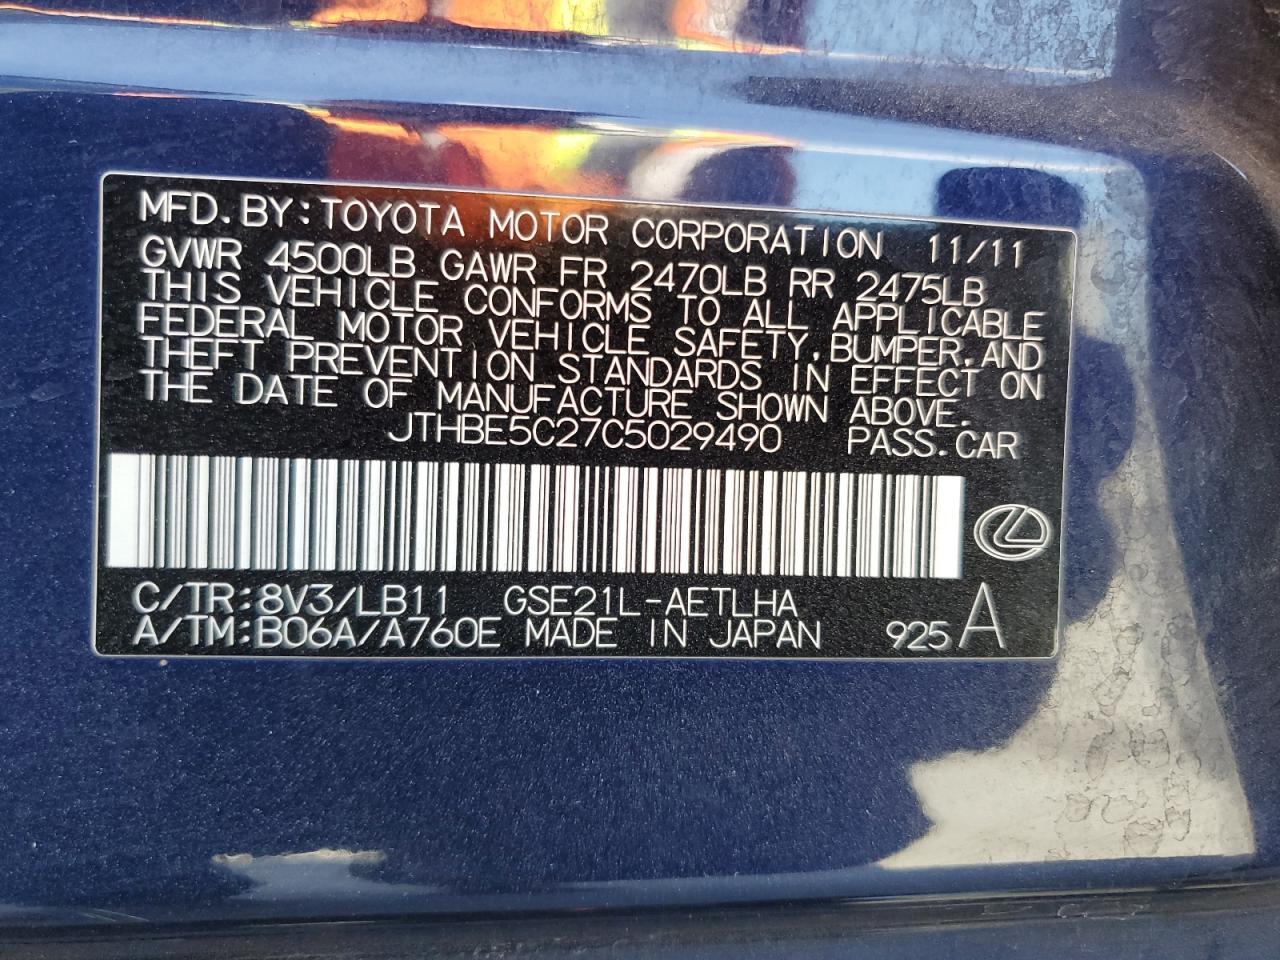 MFD.BY:TOYOTA MOTOR CORPORATION 11/11
GVWR 4500LB GAWR FR 2470LB RR 2475LB
THIS VEHICLE CONFORMS TO ALL APPLICABLE
FEDERAL MOTOR VEHICLE SAFETY,BUMPER,AND
THEFT PREVENTION STANDARDS IN EFFECT ON
THE DATE OF MANUFACTURE SHOWN ABOVE.
JTHBE5C27C5029490 PASS.CAR
C/TR:8V3/LB11 GSE21L-AETLHA
A/TM:B06A/A760E MADE IN JAPAN 925 A